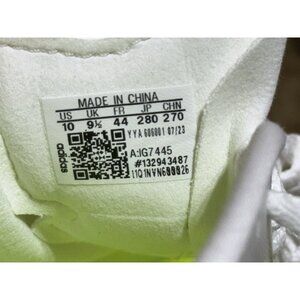 MADE IN CHINA
US UK FR JP CHN
10 9½ 44 280 270
YYA 606001 07/23
adidas
A:IG7445
#132943487